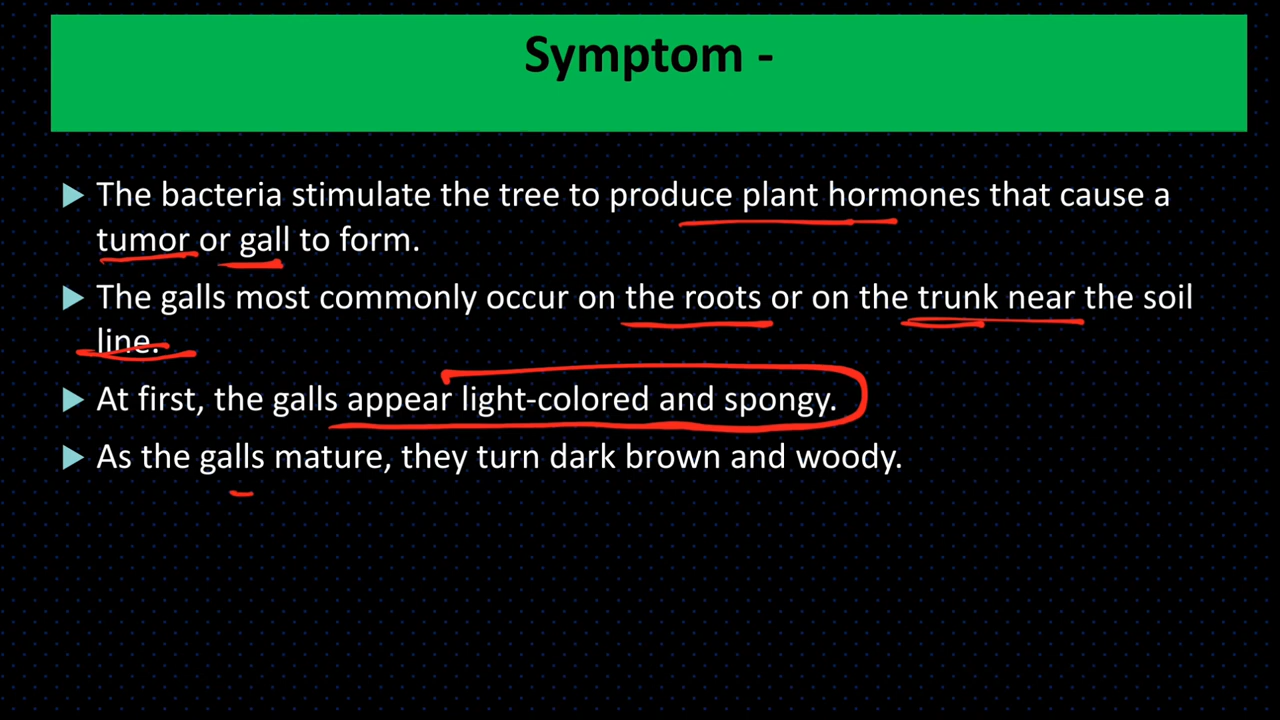 Symptom -
The bacteria stimulate the tree to produce plant hormones that cause a
tumor or gall to form.
The galls most commonly occur on the roots or on the trunk near the soil
line.
At first, the galls appear light-colored and spongy.
As the galls mature, they turn dark brown and woody.